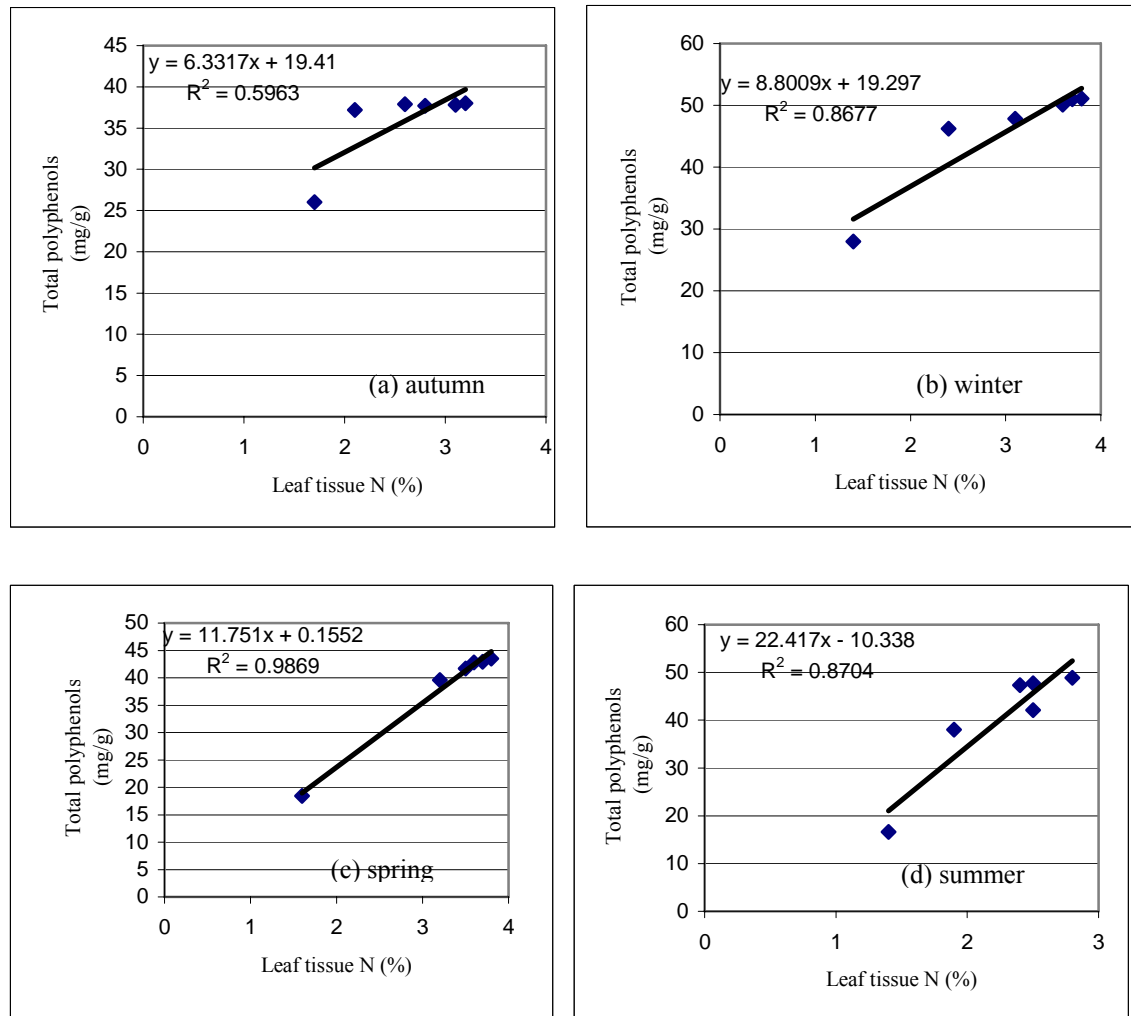 45
40
35
30
25
20
15
10
5
0
y = 6.3317x + 19.41
R² = 0.5963
Total polyphenols
(mg/g)
(a) autumn
0 1 2 3 4
Leaf tissue N (%)
60
50
40
30
20
10
0
y = 8.8009x + 19.297
R² = 0.8677
Total polyphenols
(mg/g)
(b) winter
0 1 2 3 4
Leaf tissue N (%)
50
45
40
35
30
25
20
15
10
5
0
y = 11.751x + 0.1552
R² = 0.9869
Total polyphenols
(mg/g)
(c) spring
0 1 2 3 4
Leaf tissue N (%)
60
50
40
30
20
10
0
y = 22.417x - 10.338
R² = 0.8704
Total polyphenols
(mg/g)
(d) summer
0 1 2 3
Leaf tissue N (%)